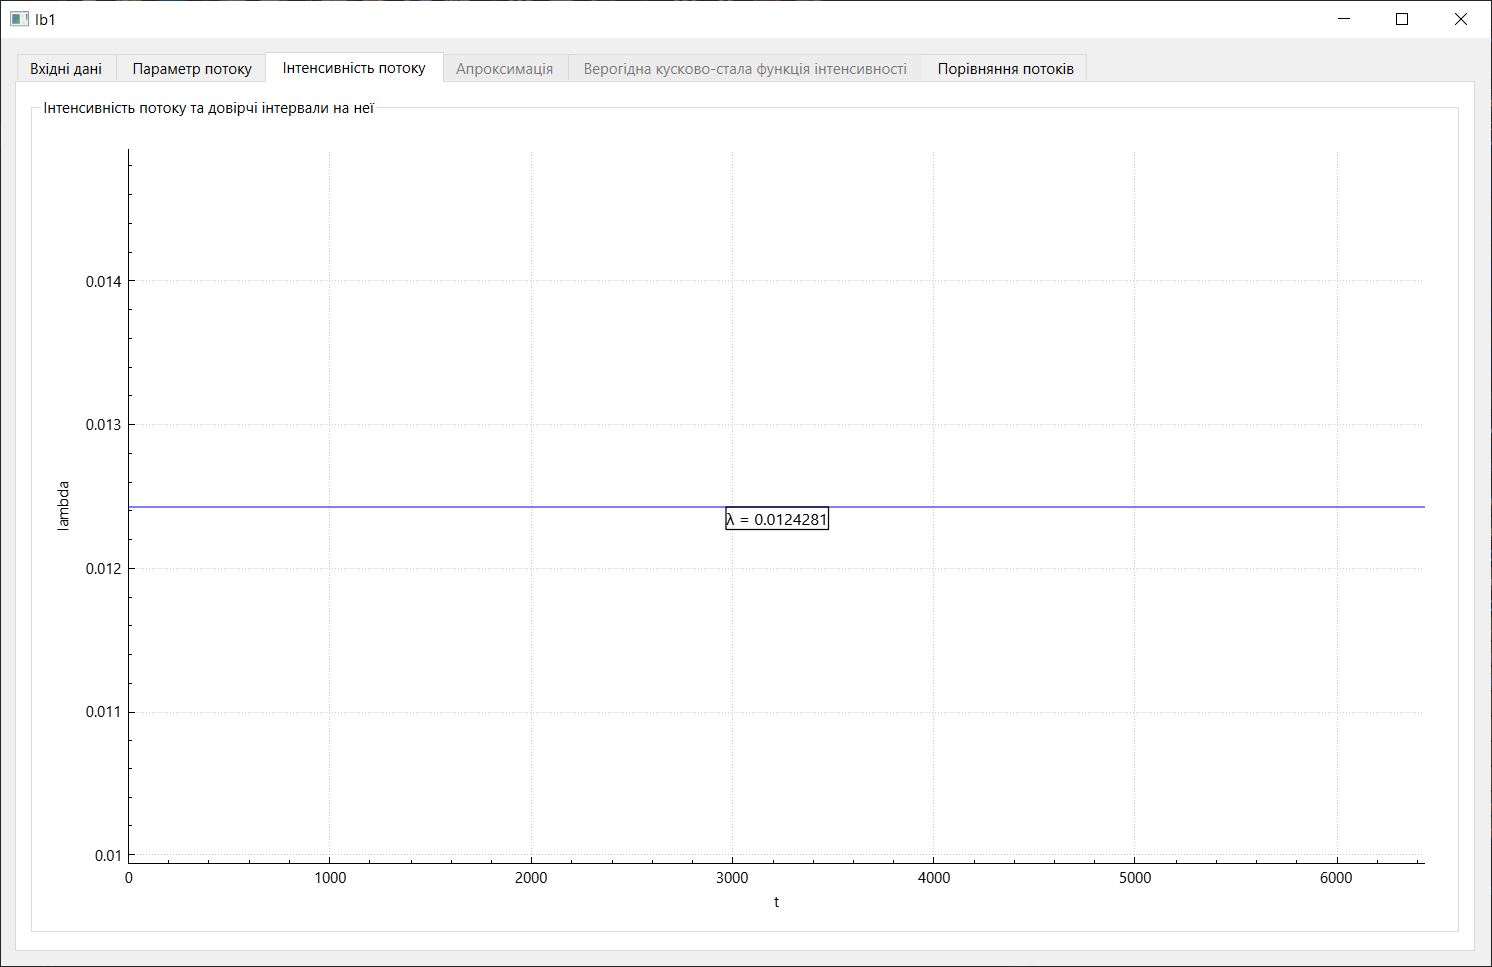 lb1
Вхідні дані Параметр потоку Інтенсивність потоку Апроксимація Верогідна кусково-стала функція інтенсивності Порівняння потоків
Інтенсивність потоку та довірчі інтервали на неї
0.014
0.013
lambda
λ = 0.0124281
0.012
0.011
0.01
0 1000 2000 3000 4000 5000 6000
t